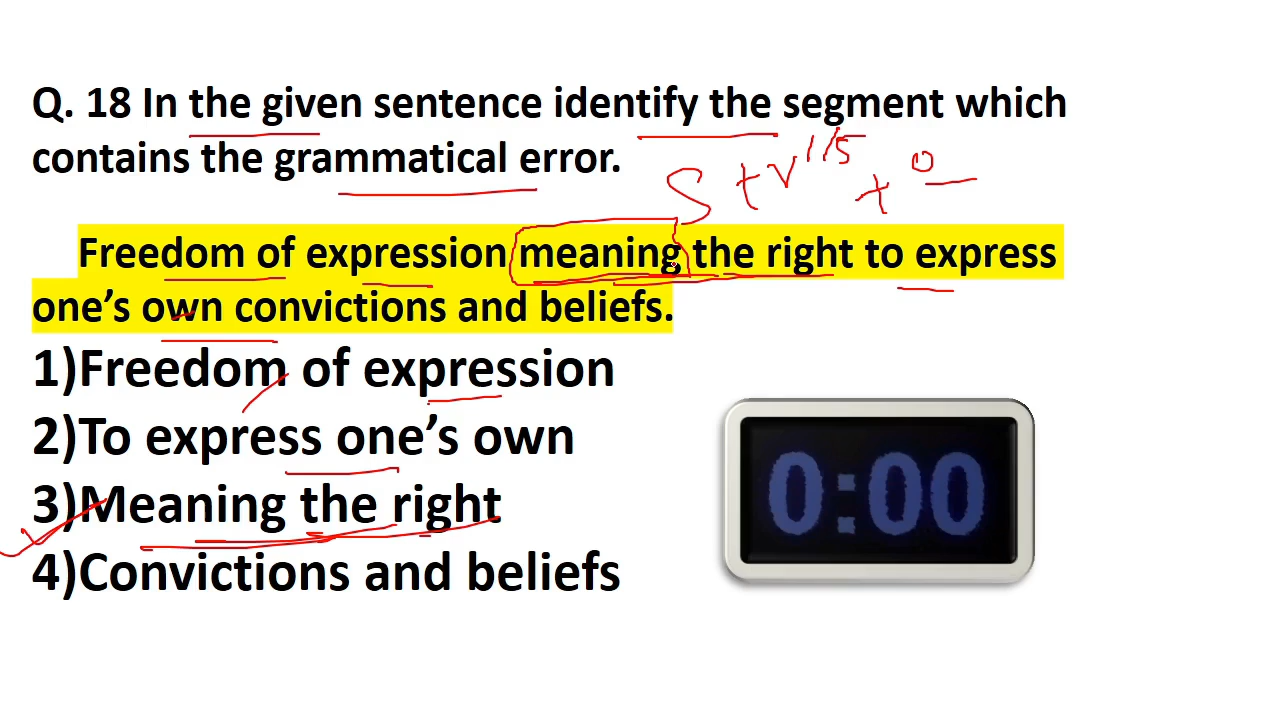 Q. 18 In the given sentence identify the segment which
contains the grammatical error.
S + V 1/5 + O
Freedom of expression meaning the right to express
one's own convictions and beliefs.
1)Freedom of expression
2)To express one's own
3)Meaning the right
4)Convictions and beliefs
0:00